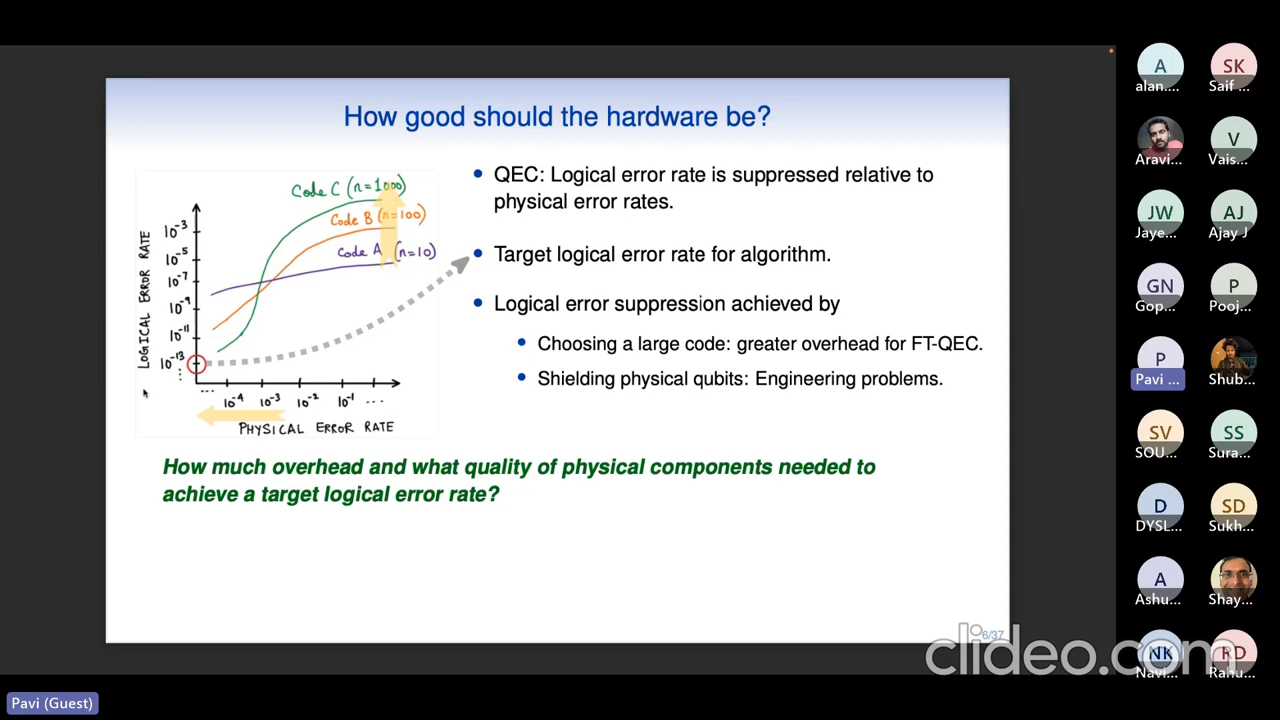 How good should the hardware be?
Code C (n=1000)
Code B (n=100)
Code A (n=10)
LOGICAL ERROR RATE
10⁻³
10⁻⁵
10⁻⁷
10⁻⁹
10⁻¹¹
10⁻¹³
...
... 10⁻⁴ 10⁻³ 10⁻² 10⁻¹ ...
PHYSICAL ERROR RATE
• QEC: Logical error rate is suppressed relative to
physical error rates.
• Target logical error rate for algorithm.
• Logical error suppression achieved by
• Choosing a large code: greater overhead for FT-QEC.
• Shielding physical qubits: Engineering problems.
How much overhead and what quality of physical components needed to
achieve a target logical error rate?
6/37
clideo.com
A SK
alan.... Saif ...
V
Aravi... Vais...
JW AJ
Jaye... Ajay J
GN P
Gop... Pooj...
P
Pavi ... Shub...
SV SS
SOU... Sura...
D SD
DYSL... Sukh...
A
Ashu... Shay...
NK RD
Navi... Rahu...
Pavi (Guest)